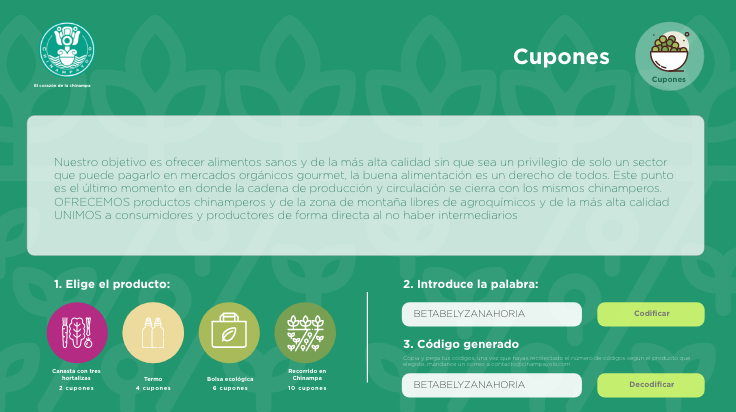 CHINAMPAYOLO
El corazón de la chinampa
Cupones
Cupones
Nuestro objetivo es ofrecer alimentos sanos y de la más alta calidad sin que sea un privilegio de solo un sector
que puede pagarlo en mercados orgánicos gourmet, la buena alimentación es un derecho de todos. Este punto
es el último momento en donde la cadena de producción y circulación se cierra con los mismos chinamperos.
OFRECEMOS productos chinamperos y de la zona de montaña libres de agroquímicos y de la más alta calidad
UNIMOS a consumidores y productores de forma directa al no haber intermediarios
1. Elige el producto:
Canasta con tres
hortalizas
2 cupones
Termo
4 cupones
Bolsa ecológica
6 cupones
Recorrido en
Chinampa
10 cupones
2. Introduce la palabra:
BETABELYZANAHORIA
Codificar
3. Código generado
Copia y pega tus códigos, una vez que hayas recolectado el número de códigos según el producto que
elegiste, mandanos un correo a contacto@chinampayolo.com
BETABELYZANAHORIA
Decodificar